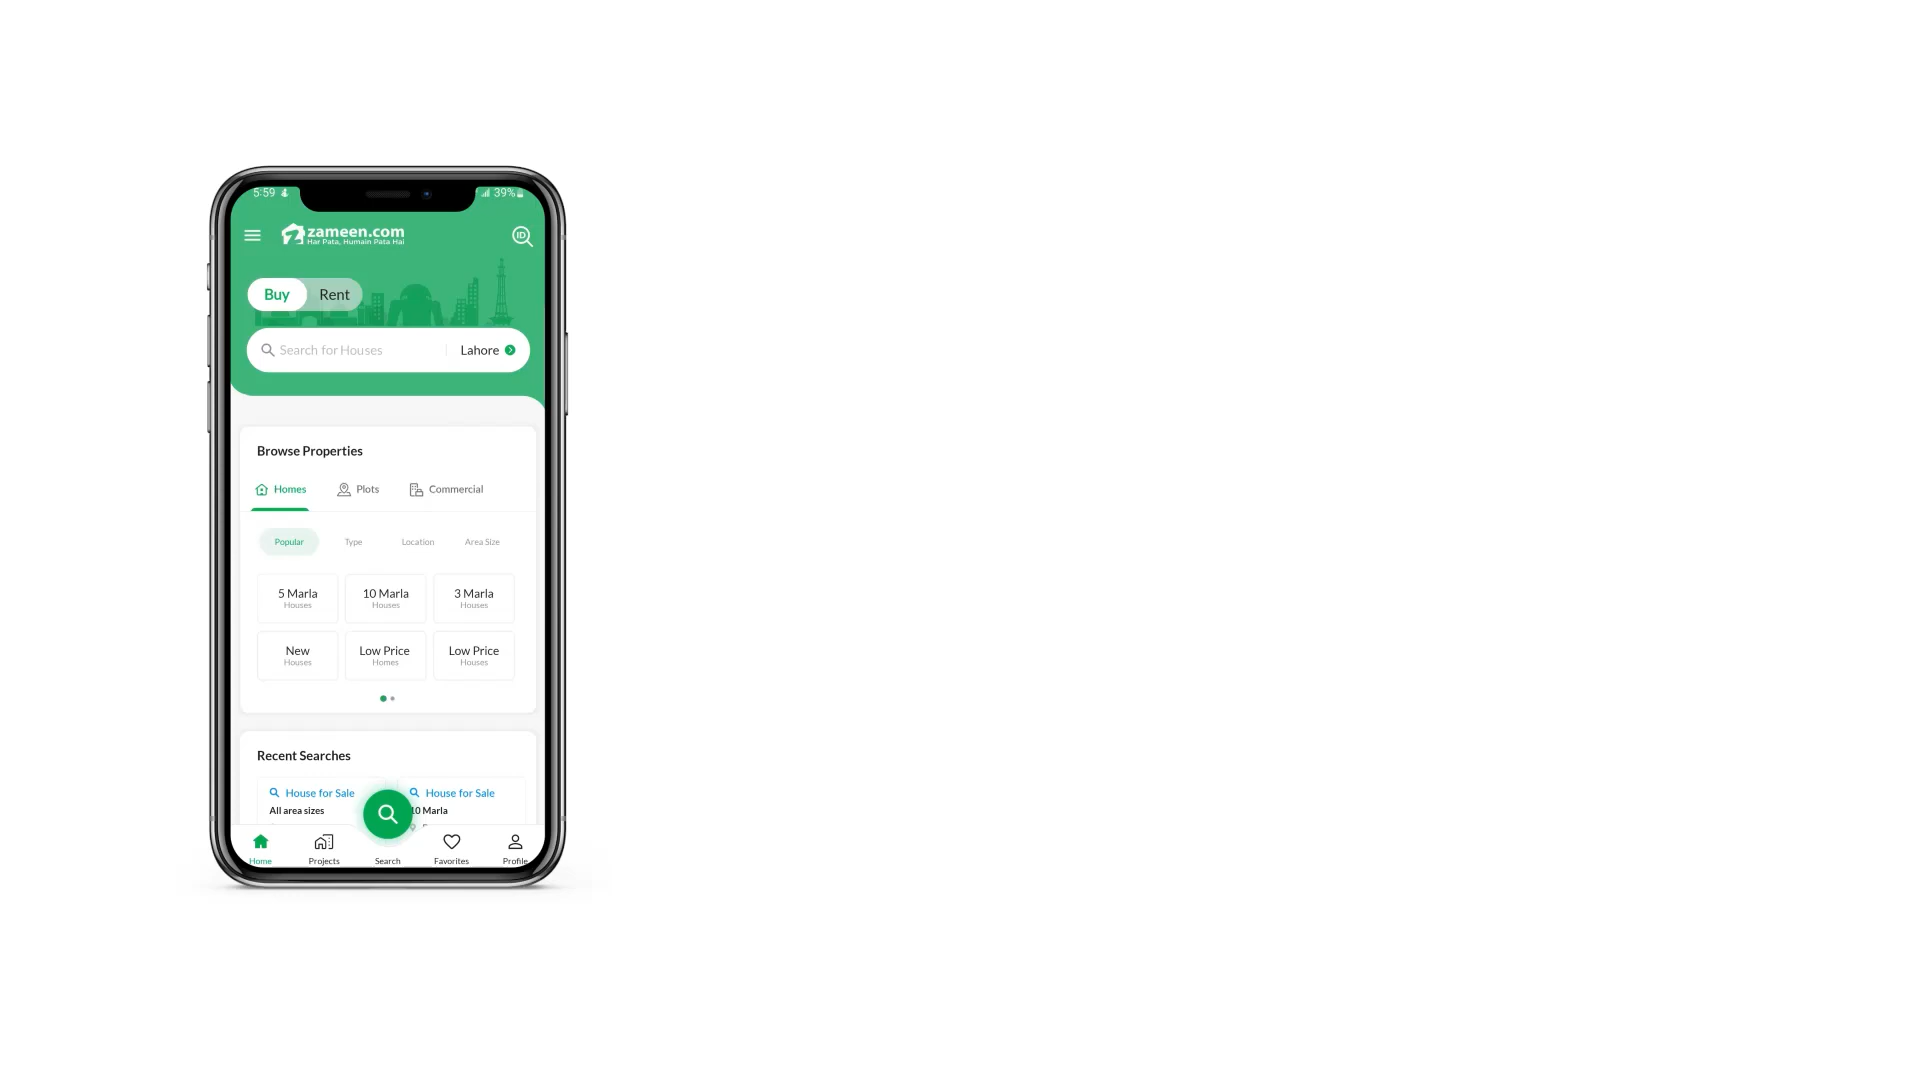 5:59
39%
zameen.com
Har Pata, Humain Pata Hai
ID
Buy Rent
Search for Houses Lahore
Browse Properties
Homes Plots Commercial
Popular Type Location Area Size
5 Marla 10 Marla 3 Marla
Houses Houses Houses
New Low Price Low Price
Houses Homes Houses
Recent Searches
House for Sale House for Sale
All area sizes 10 Marla
Home Projects Search Favorites Profile